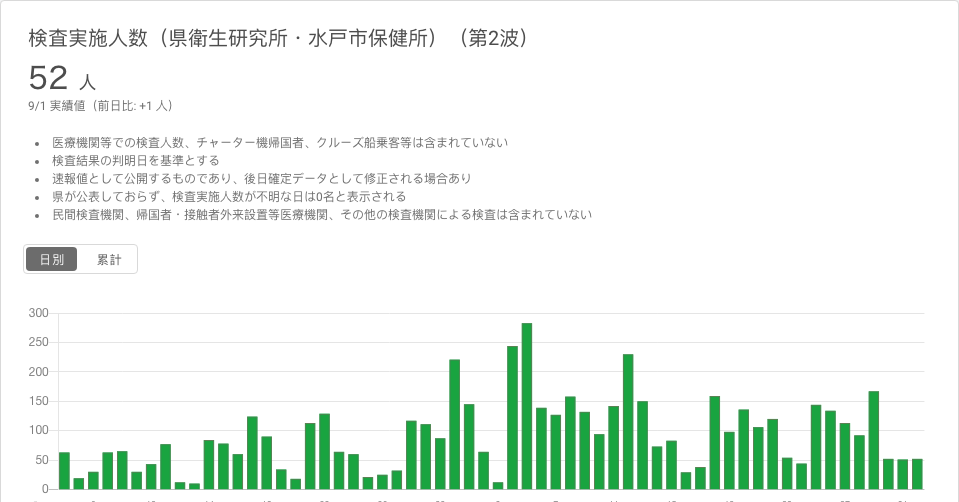 検査実施人数（県衛生研究所・水戸市保健所）（第2波）
52 人
9/1 実績値（前日比: +1 人）
• 医療機関等での検査人数、チャーター機帰国者、クルーズ船乗客等は含まれていない
• 検査結果の判明日を基準とする
• 速報値として公開するものであり、後日確定データとして修正される場合あり
• 県が公表しておらず、検査実施人数が不明な日は0名と表示される
• 民間検査機関、帰国者・接触者外来設置等医療機関、その他の検査機関による検査は含まれていない
日別 累計
300
250
200
150
100
50
0